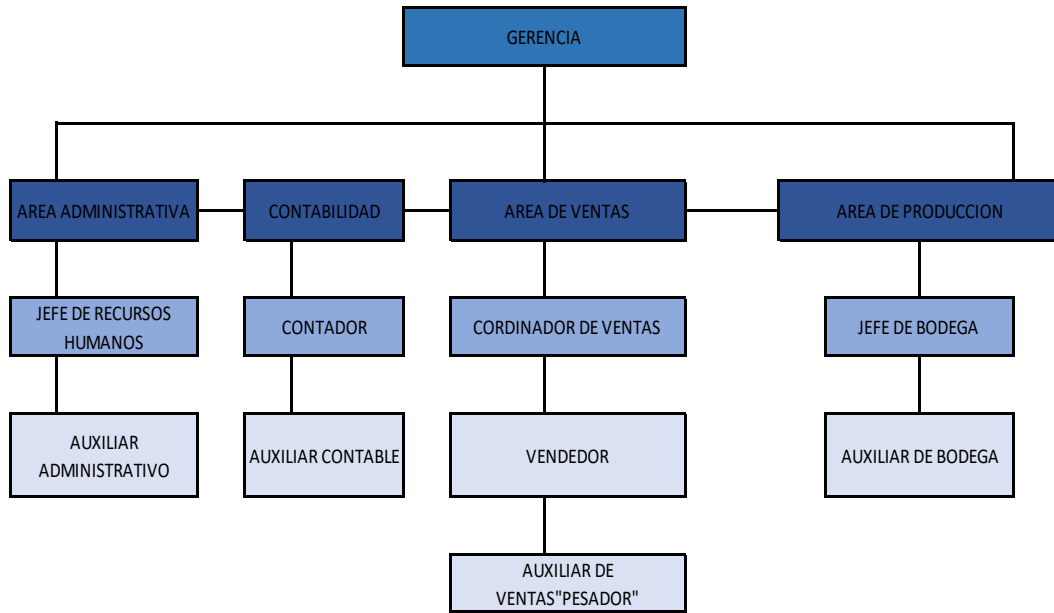 GERENCIA
AREA ADMINISTRATIVA
CONTABILIDAD
AREA DE VENTAS
AREA DE PRODUCCION
JEFE DE RECURSOS
HUMANOS
CONTADOR
CORDINADOR DE VENTAS
JEFE DE BODEGA
AUXILIAR
ADMINISTRATIVO
AUXILIAR CONTABLE
VENDEDOR
AUXILIAR DE BODEGA
AUXILIAR DE
VENTAS"PESADOR"